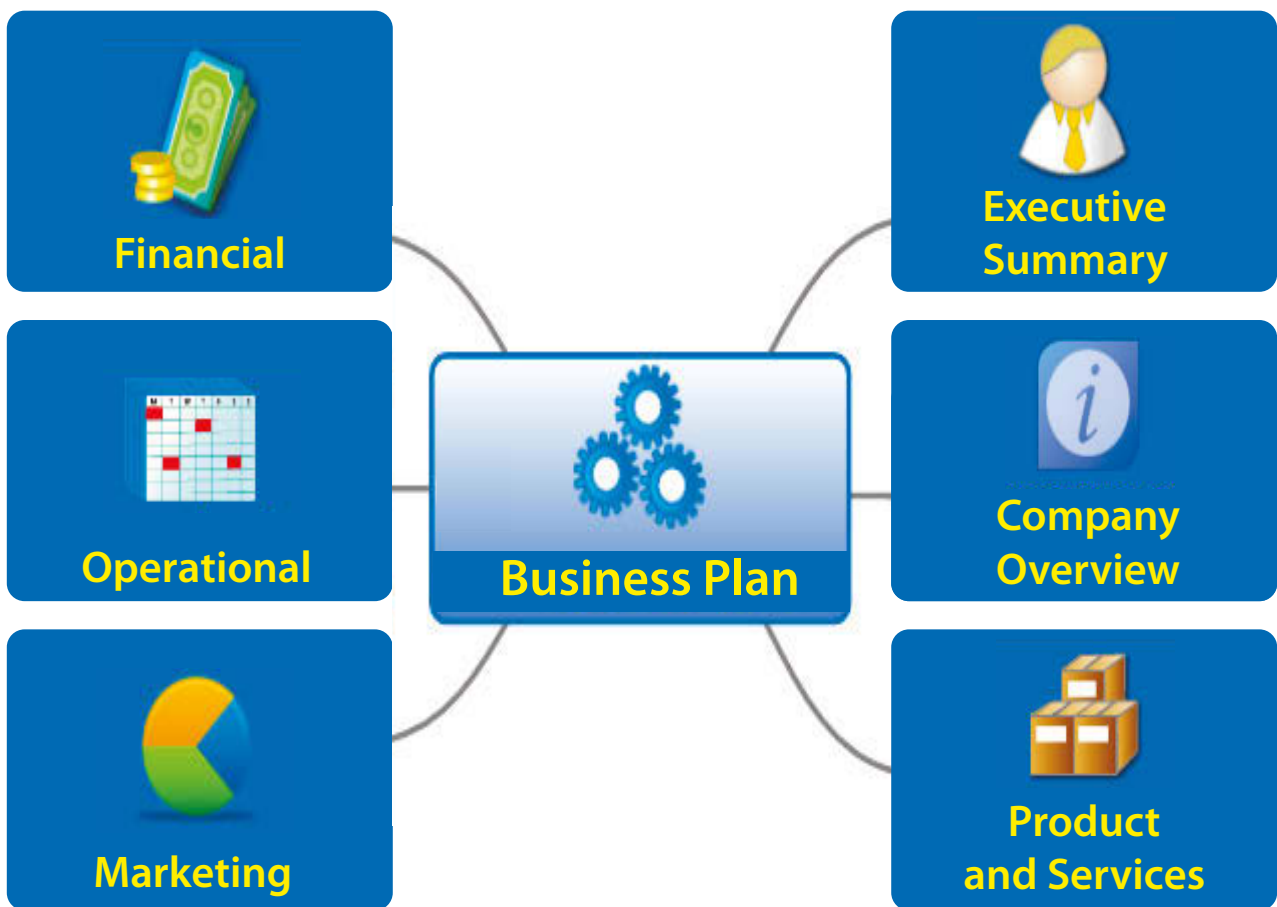 Financial
Executive
Summary
M T W T F S S
Operational
Business Plan
i
Company
Overview
Marketing
Product
and Services